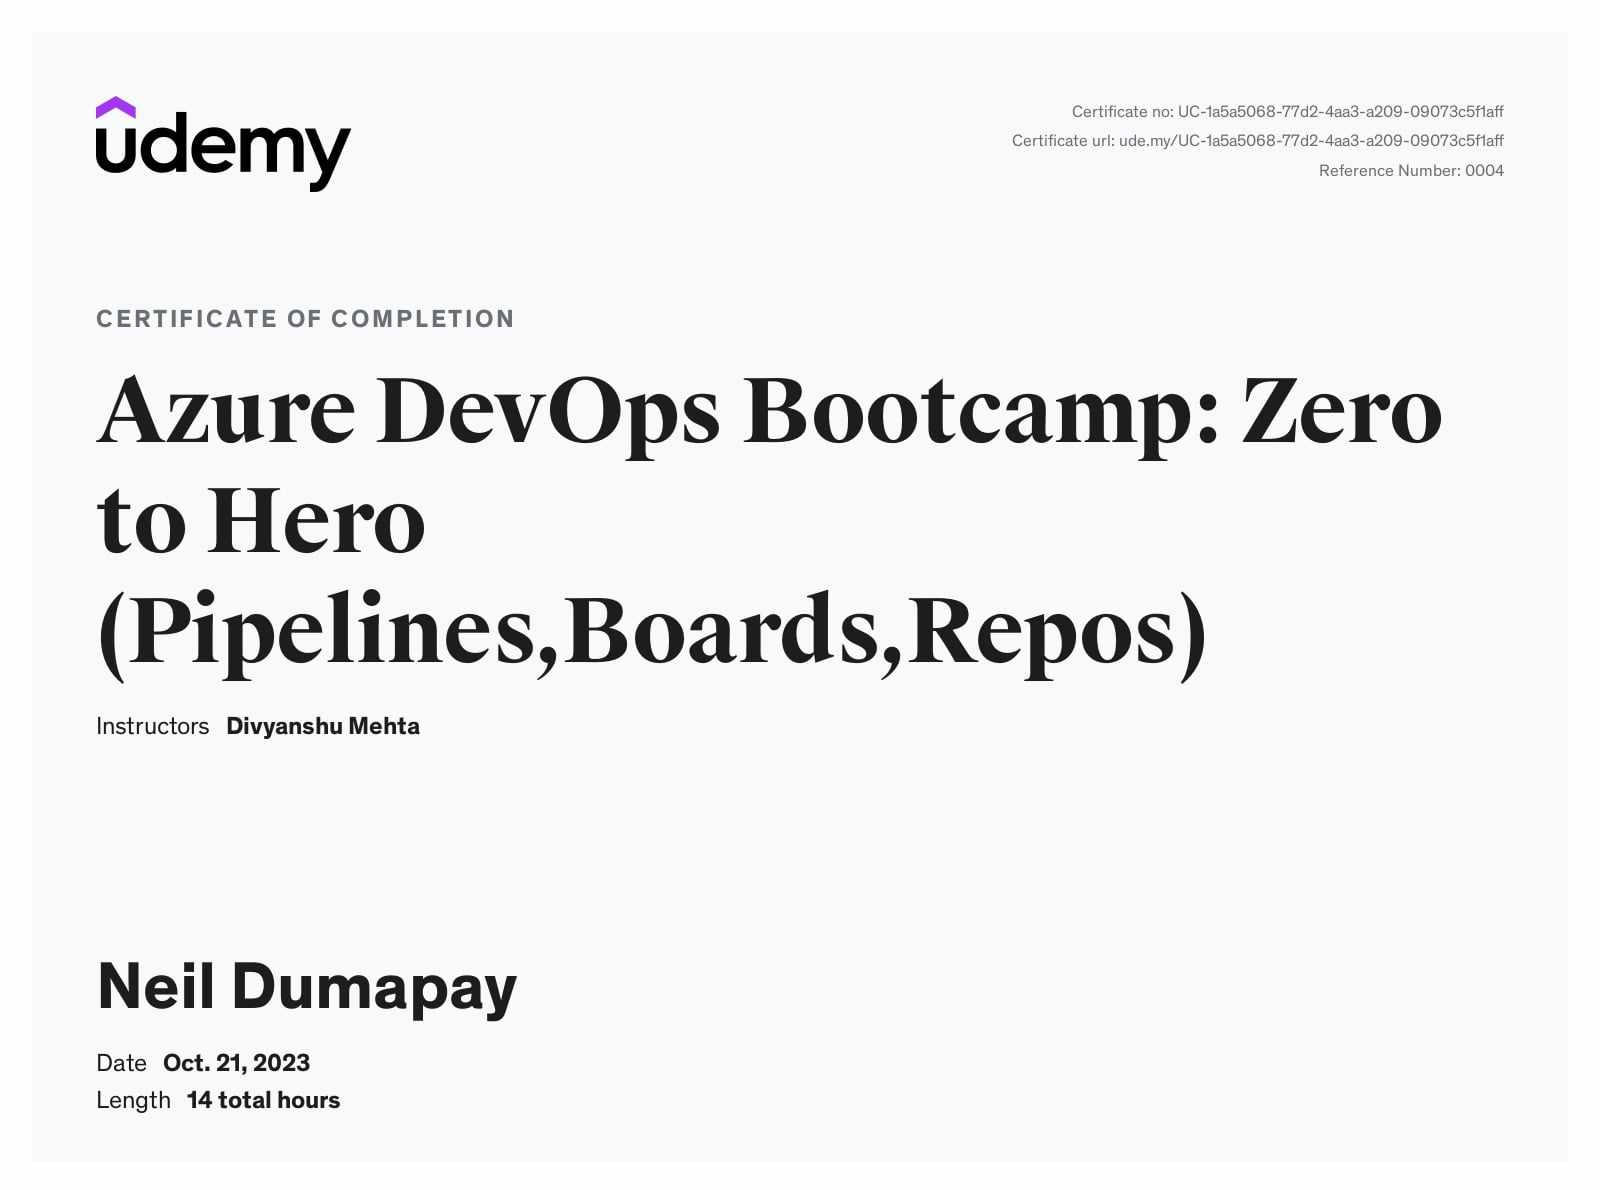 udemy
Certificate no: UC-1a5a5068-77d2-4aa3-a209-09073c5f1aff
Certificate url: ude.my/UC-1a5a5068-77d2-4aa3-a209-09073c5f1aff
Reference Number: 0004
CERTIFICATE OF COMPLETION
Azure DevOps Bootcamp: Zero
to Hero
(Pipelines,Boards,Repos)
Instructors Divyanshu Mehta
Neil Dumapay
Date Oct. 21, 2023
Length 14 total hours